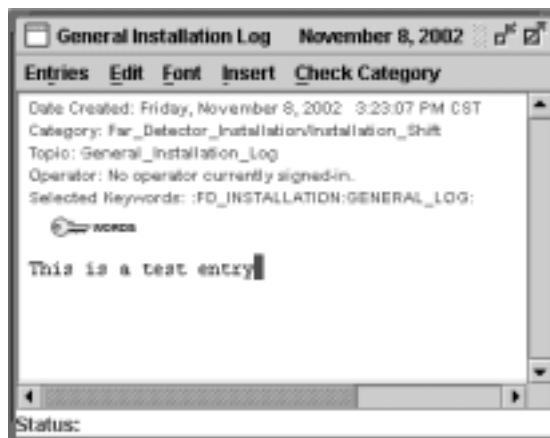 General Installation Log November 8, 2002
Entries Edit Font Insert Check Category
Date Created: Friday, November 8, 2002 3:23:07 PM CST
Category: Far_Detector_Installation/Installation_Shift
Topic: General_Installation_Log
Operator: No operator currently signed-in.
Selected Keywords: :FD_INSTALLATION:GENERAL_LOG:
WORDS
This is a test entry
Status: